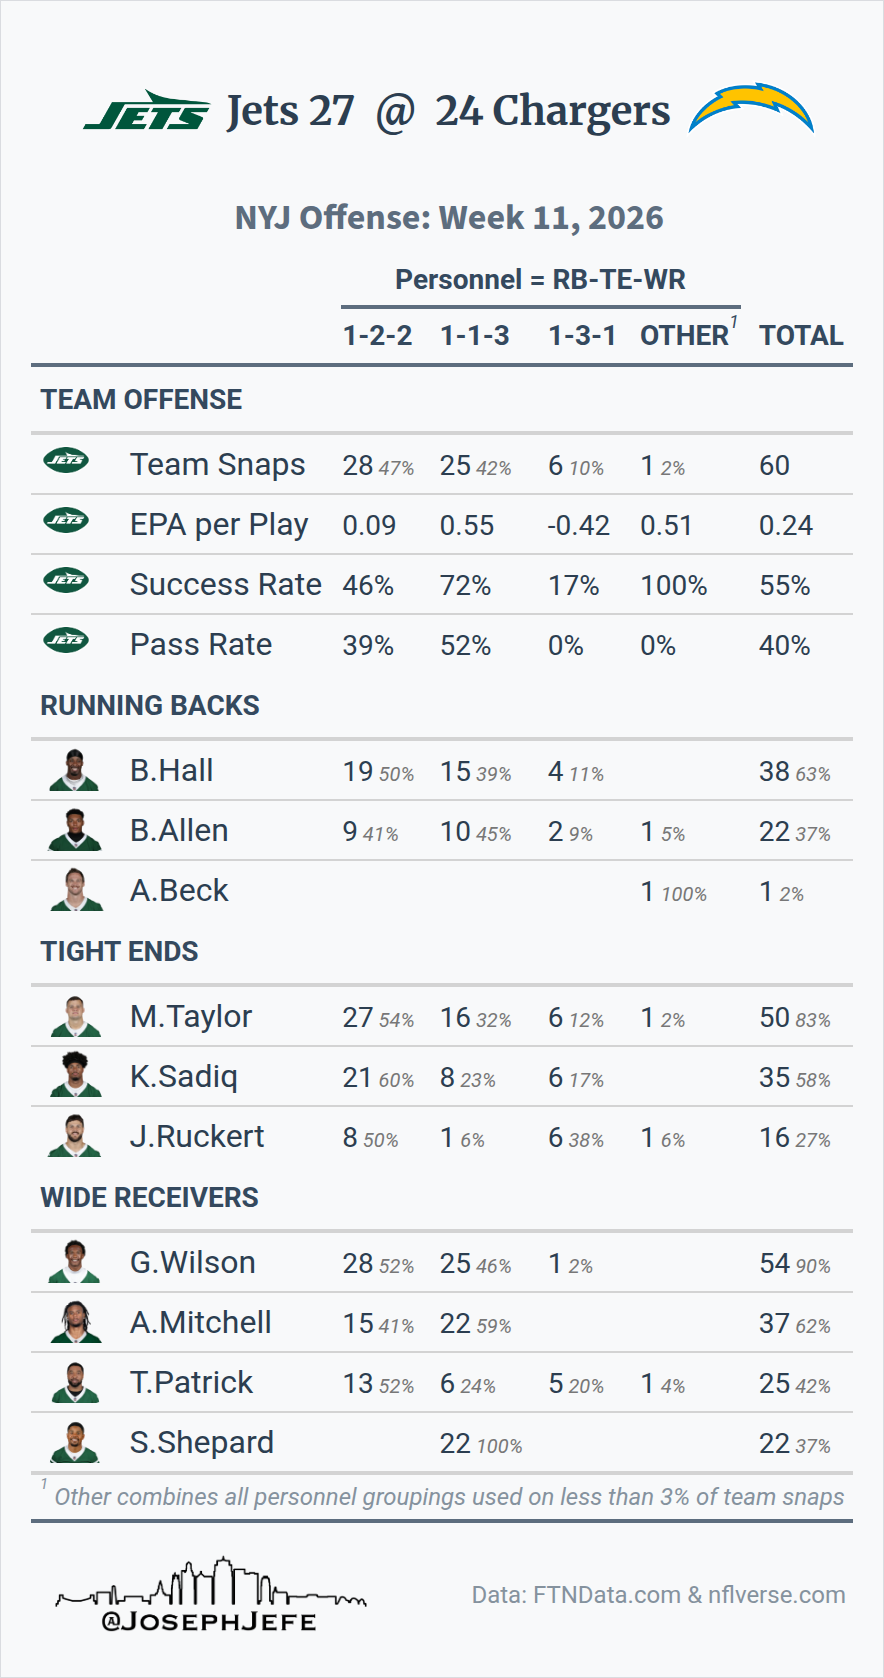 JETS Jets 27 @ 24 Chargers
NYJ Offense: Week 11, 2026
Personnel = RB-TE-WR
1-2-2 1-1-3 1-3-1 OTHER1 TOTAL
TEAM OFFENSE
JETS Team Snaps 28 47% 25 42% 6 10% 1 2% 60
JETS EPA per Play 0.09 0.55 -0.42 0.51 0.24
JETS Success Rate 46% 72% 17% 100% 55%
JETS Pass Rate 39% 52% 0% 0% 40%
RUNNING BACKS
B.Hall 19 50% 15 39% 4 11% 38 63%
B.Allen 9 41% 10 45% 2 9% 1 5% 22 37%
A.Beck 1 100% 1 2%
TIGHT ENDS
M.Taylor 27 54% 16 32% 6 12% 1 2% 50 83%
K.Sadiq 21 60% 8 23% 6 17% 35 58%
J.Ruckert 8 50% 1 6% 6 38% 1 6% 16 27%
WIDE RECEIVERS
G.Wilson 28 52% 25 46% 1 2% 54 90%
A.Mitchell 15 41% 22 59% 37 62%
T.Patrick 13 52% 6 24% 5 20% 1 4% 25 42%
S.Shepard 22 100% 22 37%
1 Other combines all personnel groupings used on less than 3% of team snaps
@JosephJefe
Data: FTNData.com & nflverse.com